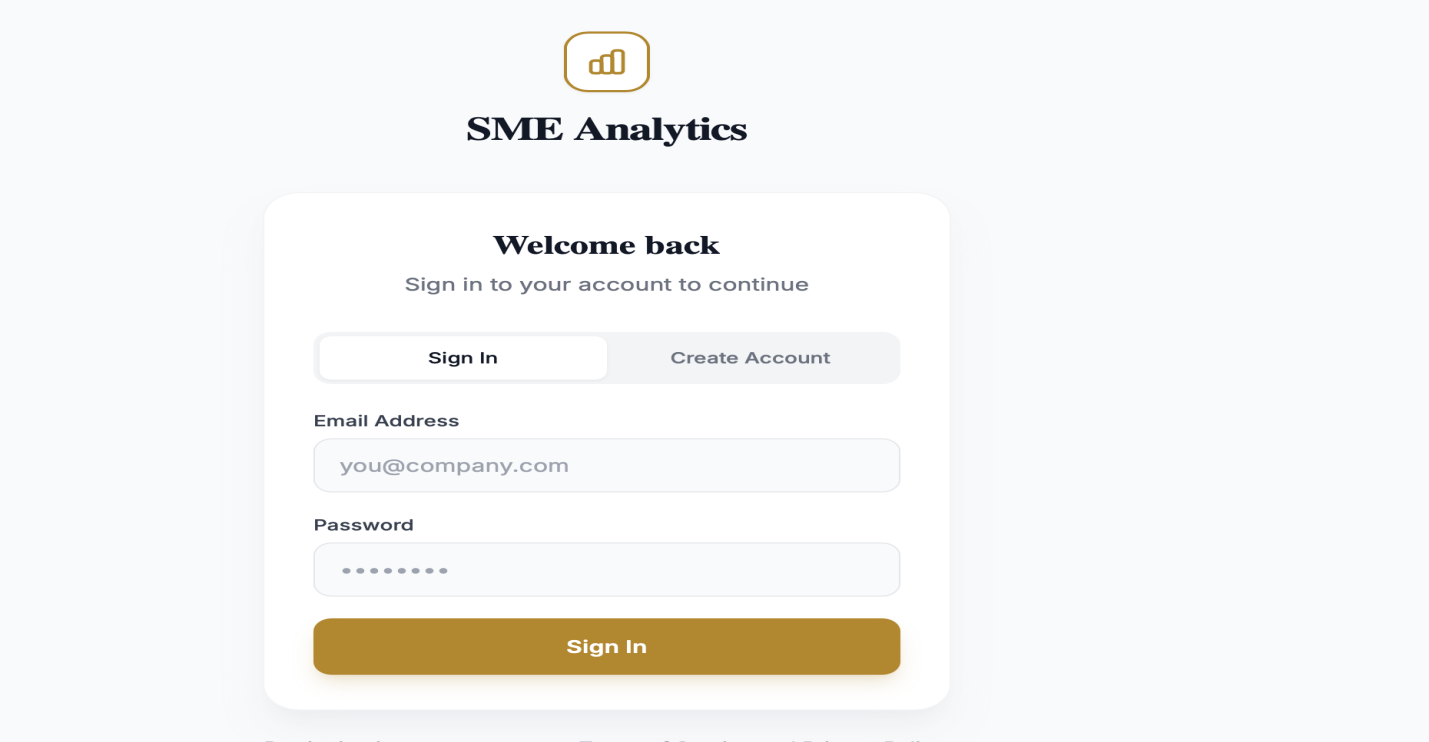 SME Analytics
Welcome back
Sign in to your account to continue
Sign In
Create Account
Email Address
you@company.com
Password
••••••••
Sign In